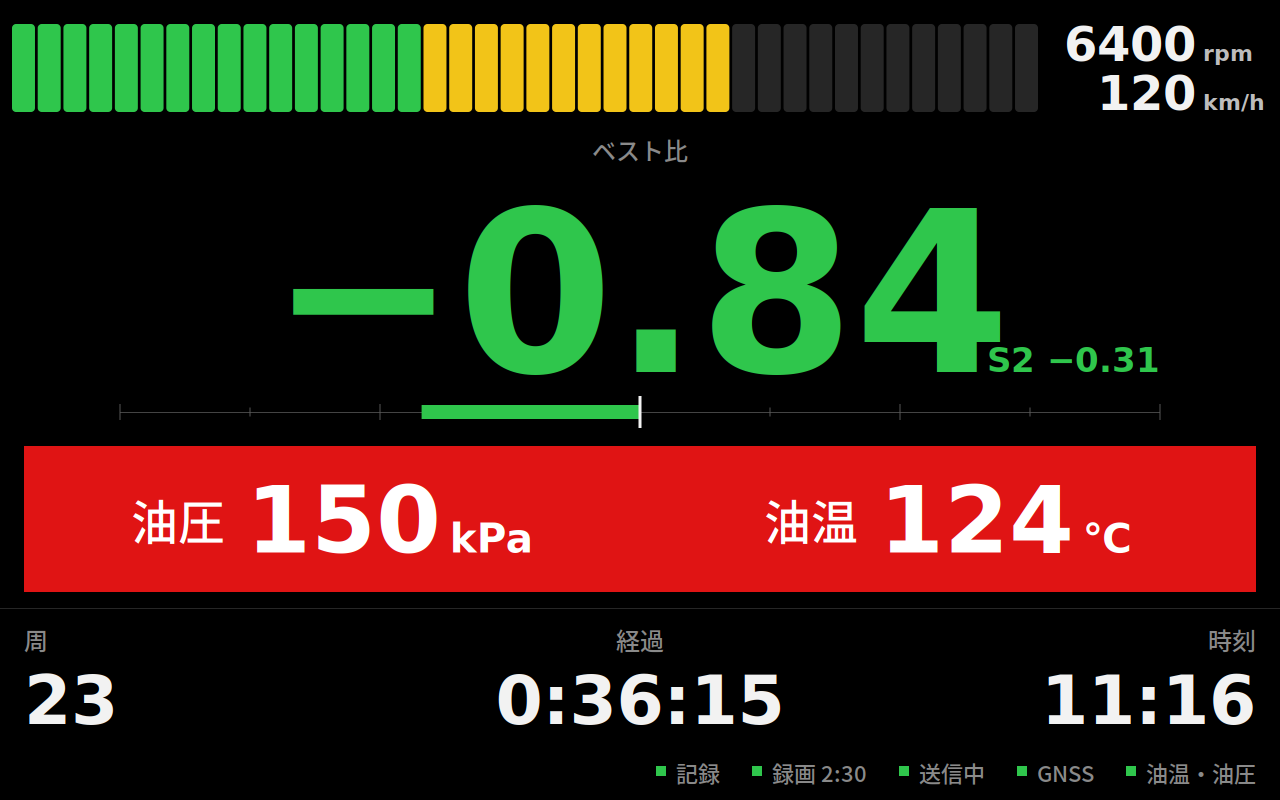 6400 rpm
120 km/h
ベスト比
−0.84
S2 −0.31
油圧 150 kPa 油温 124 °C
周 経過 時刻
23 0:36:15 11:16
記録 録画 2:30 送信中 GNSS 油温・油圧